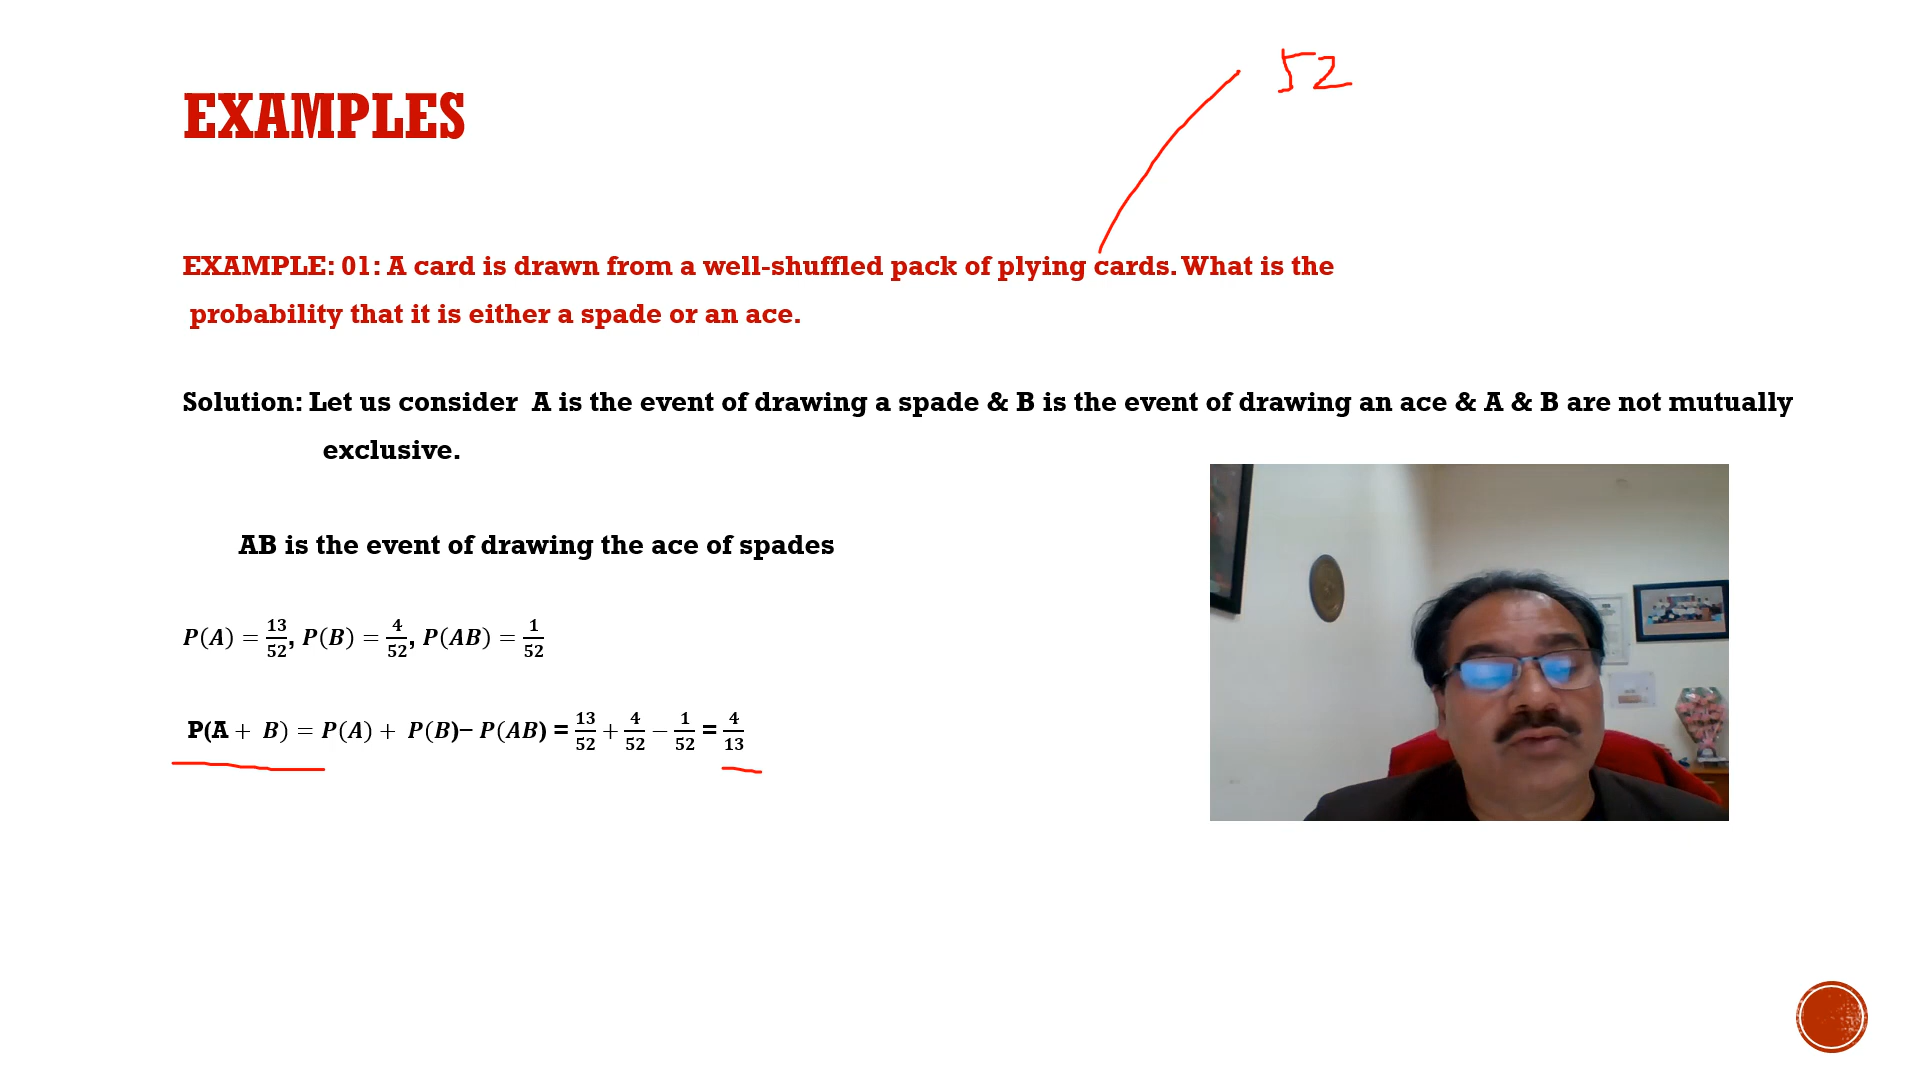 52
EXAMPLES
EXAMPLE: 01: A card is drawn from a well-shuffled pack of plying cards. What is the
probability that it is either a spade or an ace.
Solution: Let us consider A is the event of drawing a spade & B is the event of drawing an ace & A & B are not mutually
exclusive.
AB is the event of drawing the ace of spades
P(A) = 13/52, P(B) = 4/52, P(AB) = 1/52
P(A + B) = P(A) + P(B)– P(AB) = 13/52 + 4/52 − 1/52 = 4/13